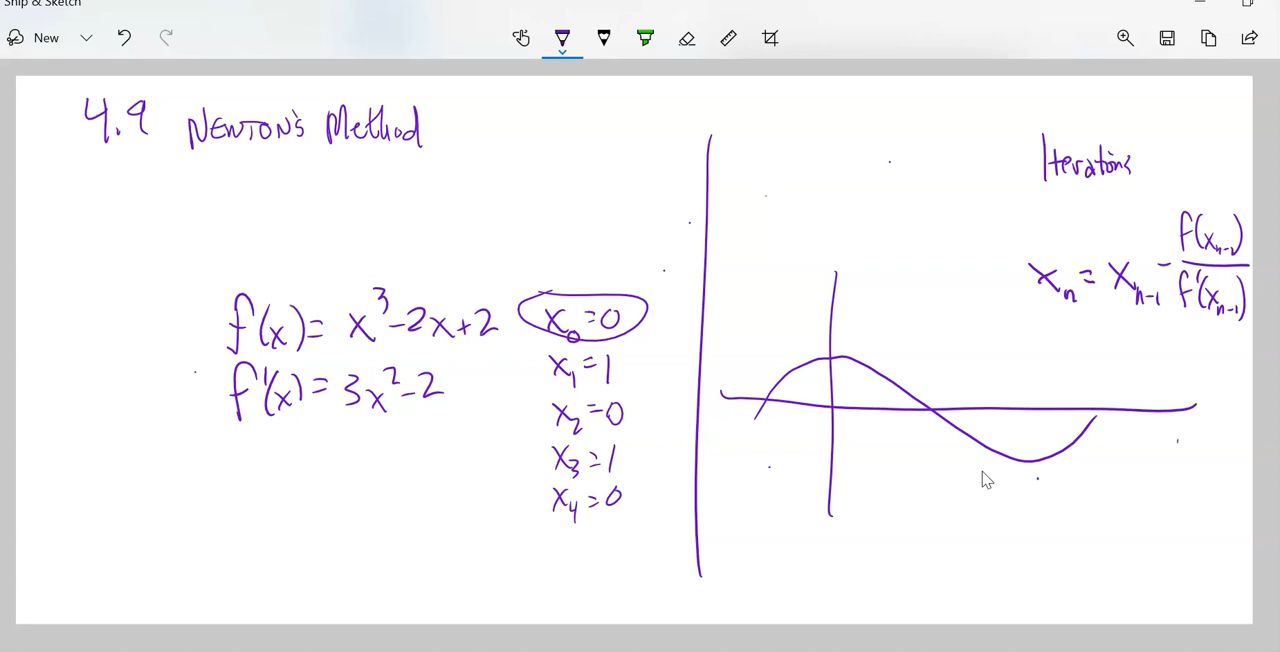 Snip & Sketch
New
4.9 NEWTON'S Method
f(x) = x³-2x+2
f'(x) = 3x²-2
x₀=0
x₁=1
x₂=0
x₃=1
x₄=0
Iterations
xₙ = xₙ₋₁ - f(xₙ₋₁)/f'(xₙ₋₁)